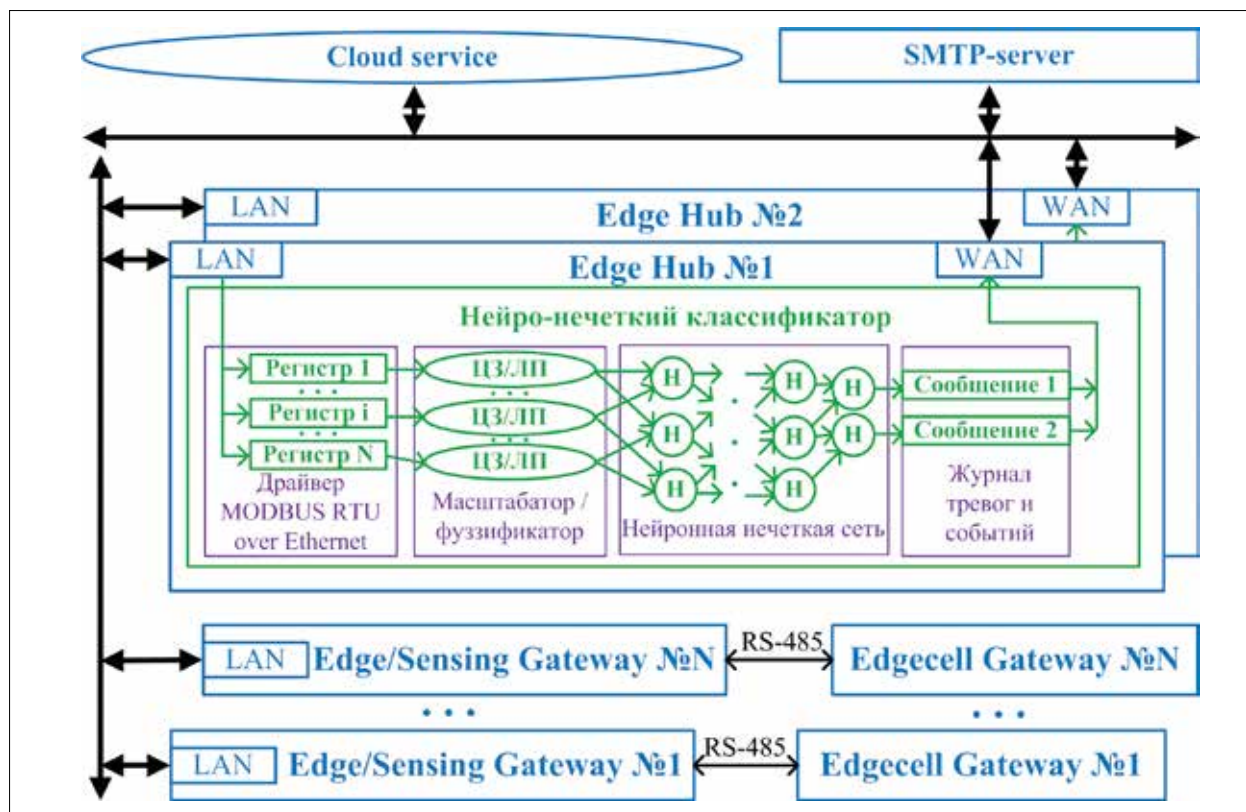 Cloud service
SMTP-server
LAN
Edge Hub №2
WAN
LAN
Edge Hub №1
WAN
Нейро-нечеткий классификатор
Регистр 1
. . .
Регистр i
. . .
Регистр N
Драйвер
MODBUS RTU
over Ethernet
ЦЗ/ЛП
. . .
ЦЗ/ЛП
. . .
ЦЗ/ЛП
Масштабатор /
фуззификатор
Н
Н
Н
Н
Н
Н
Н
Н
Нейронная нечеткая сеть
Сообщение 1
Сообщение 2
Журнал
тревог и
событий
LAN
Edge/Sensing Gateway №N
RS-485
Edgecell Gateway №N
. . .
. . .
LAN
Edge/Sensing Gateway №1
RS-485
Edgecell Gateway №1